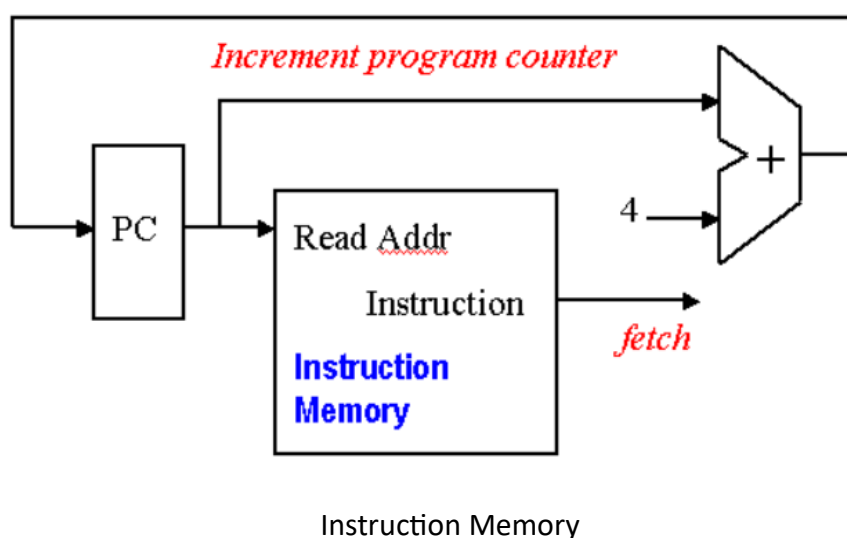 Increment program counter
PC
+
4
Read Addr
Instruction
fetch
Instruction
Memory
Instruction Memory